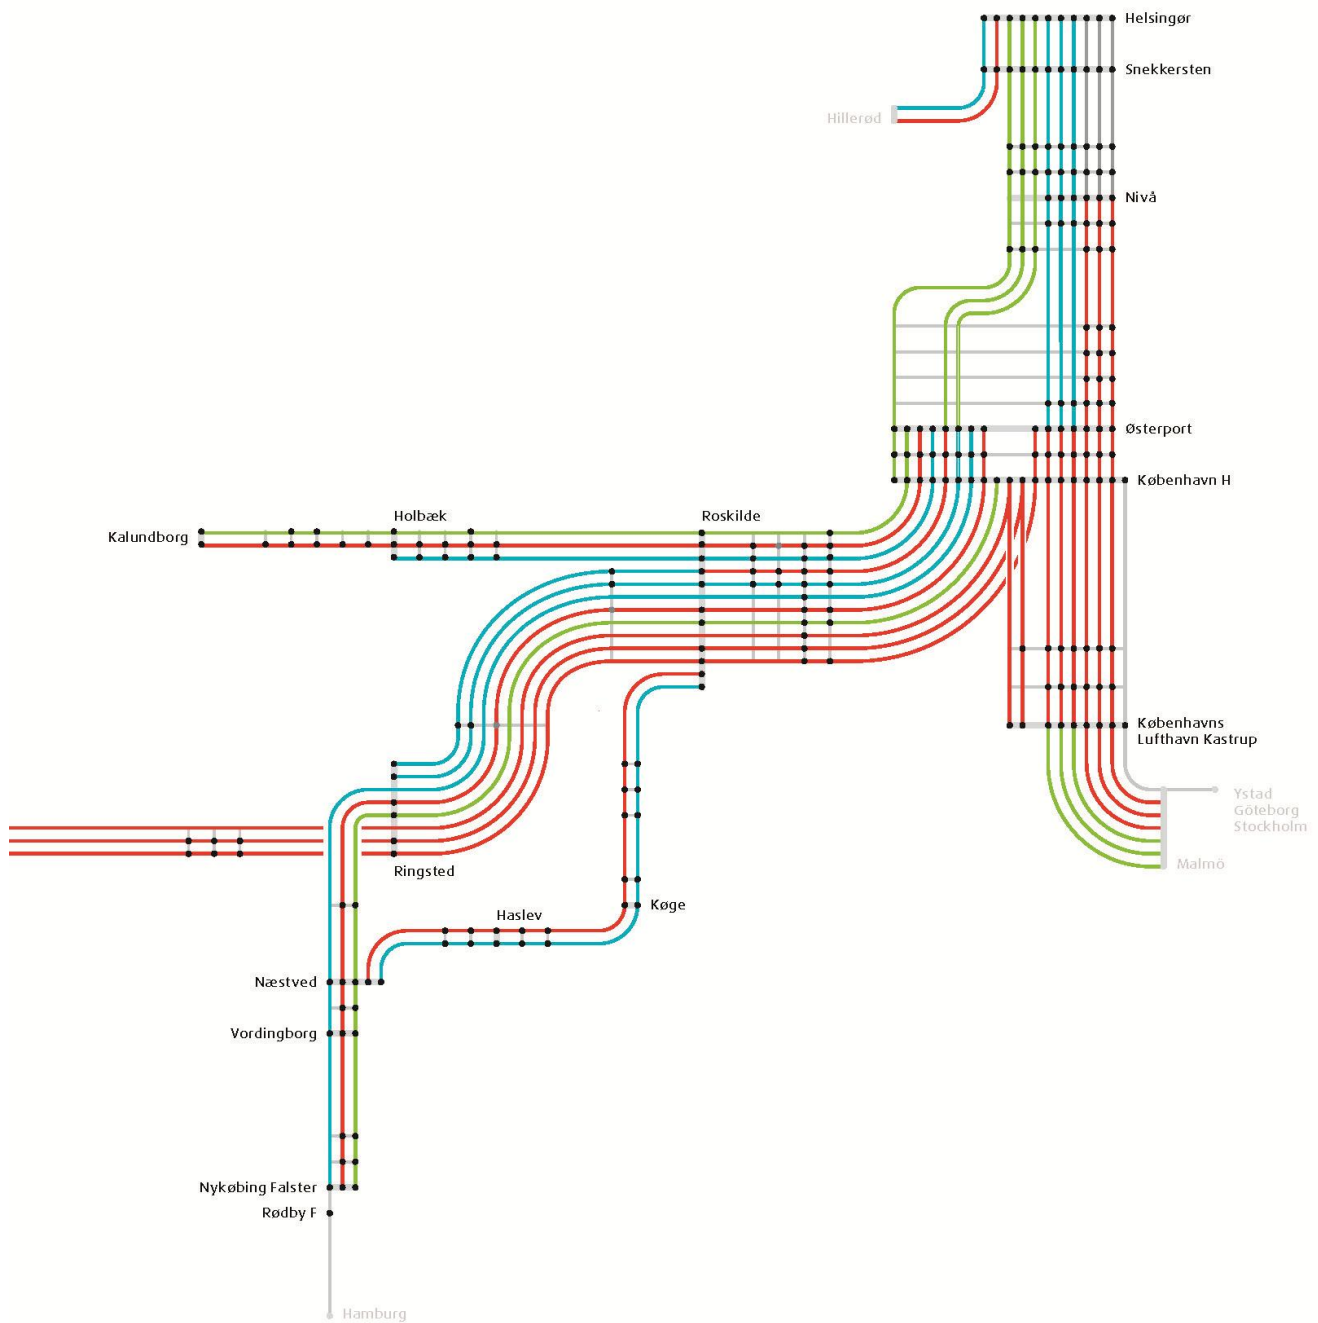 Helsingør
Snekkersten
Hillerød
Nivå
Østerport
København H
Holbæk
Roskilde
Kalundborg
Københavns
Lufthavn Kastrup
Ystad
Göteborg
Stockholm
Malmö
Ringsted
Køge
Haslev
Næstved
Vordingborg
Nykøbing Falster
Rødby F
Hamburg